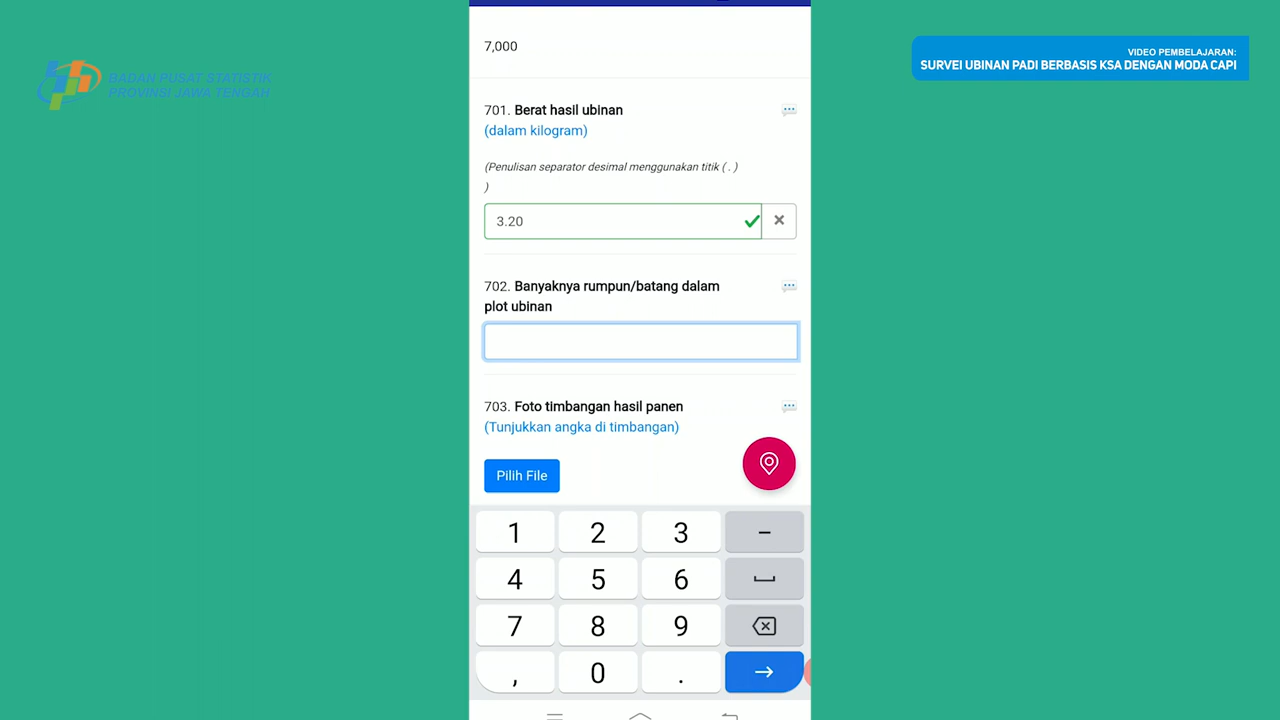 BADAN PUSAT STATISTIK
PROVINSI JAWA TENGAH
VIDEO PEMBELAJARAN:
SURVEI UBINAN PADI BERBASIS KSA DENGAN MODA CAPI
7,000
701. Berat hasil ubinan
(dalam kilogram)
(Penulisan separator desimal menggunakan titik ( . )
)
3.20
702. Banyaknya rumpun/batang dalam
plot ubinan
703. Foto timbangan hasil panen
(Tunjukkan angka di timbangan)
Pilih File
1 2 3 –
4 5 6
7 8 9
, 0 .